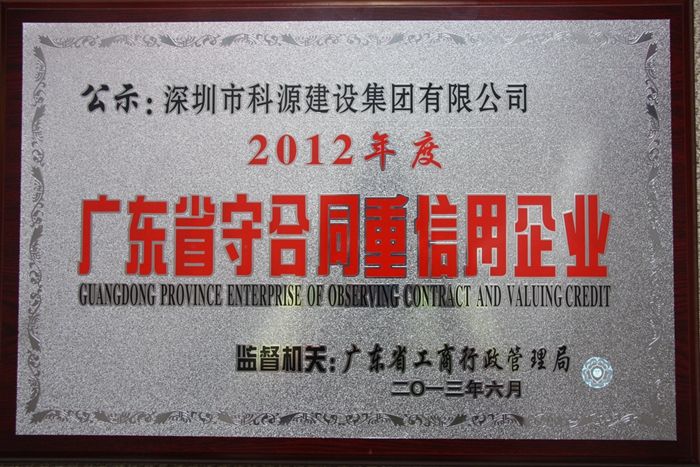 公示：深圳市科源建设集团有限公司
2012年度
广东省守合同重信用企业
GUANGDONG PROVINCE ENTERPRISE OF OBSERVING CONTRACT AND VALUING CREDIT
监督机关：广东省工商行政管理局
二〇一三年六月